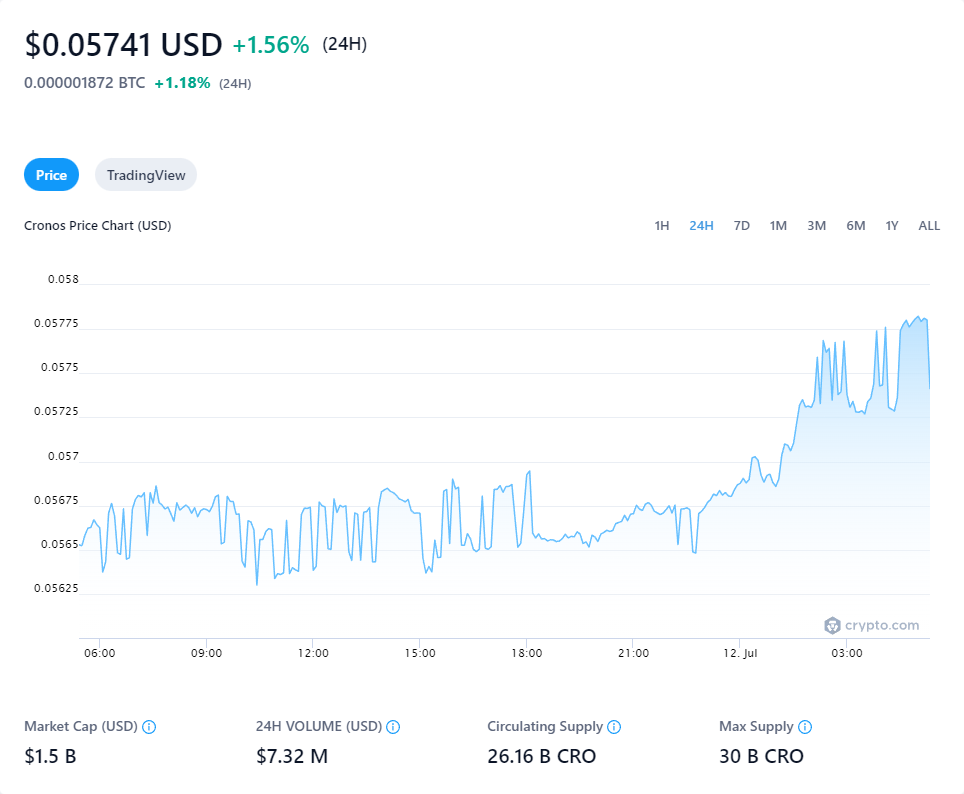 $0.05741 USD +1.56% (24H)
0.000001872 BTC +1.18% (24H)
Price TradingView
Cronos Price Chart (USD) 1H 24H 7D 1M 3M 6M 1Y ALL
0.058
0.05775
0.0575
0.05725
0.057
0.05675
0.0565
0.05625
crypto.com
06:00 09:00 12:00 15:00 18:00 21:00 12. Jul 03:00
Market Cap (USD) 24H VOLUME (USD) Circulating Supply Max Supply
$1.5 B $7.32 M 26.16 B CRO 30 B CRO